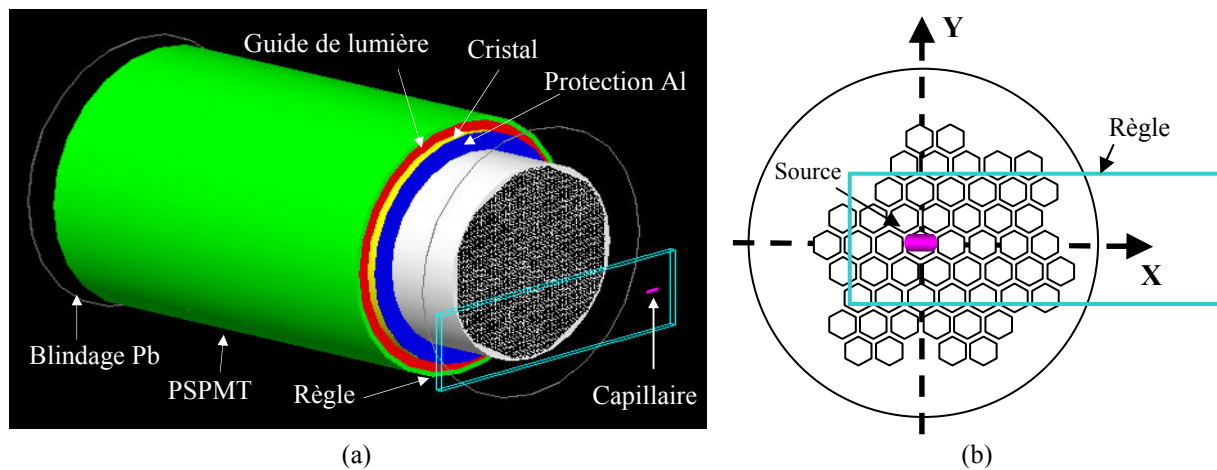 Guide de lumière
Cristal
Protection Al
Blindage Pb
PSPMT
Règle
Capillaire
(a)
Y
Règle
Source
X
(b)